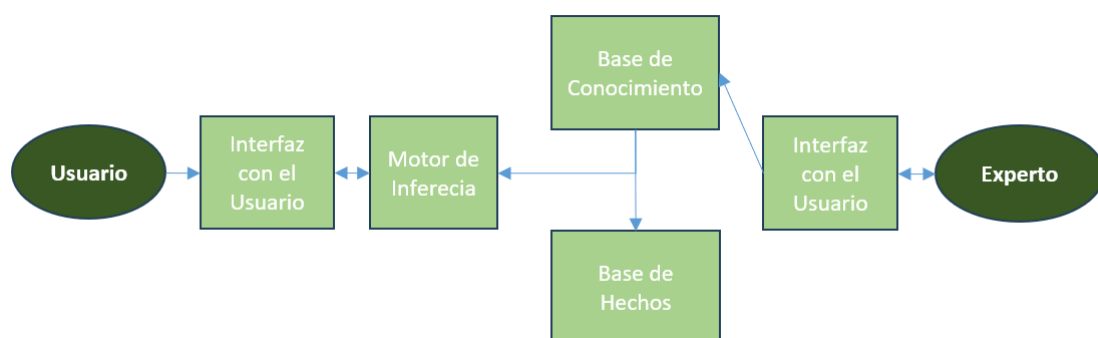 Base de
Conocimiento
Usuario
Interfaz
con el
Usuario
Motor de
Inferecia
Interfaz
con el
Usuario
Experto
Base de
Hechos